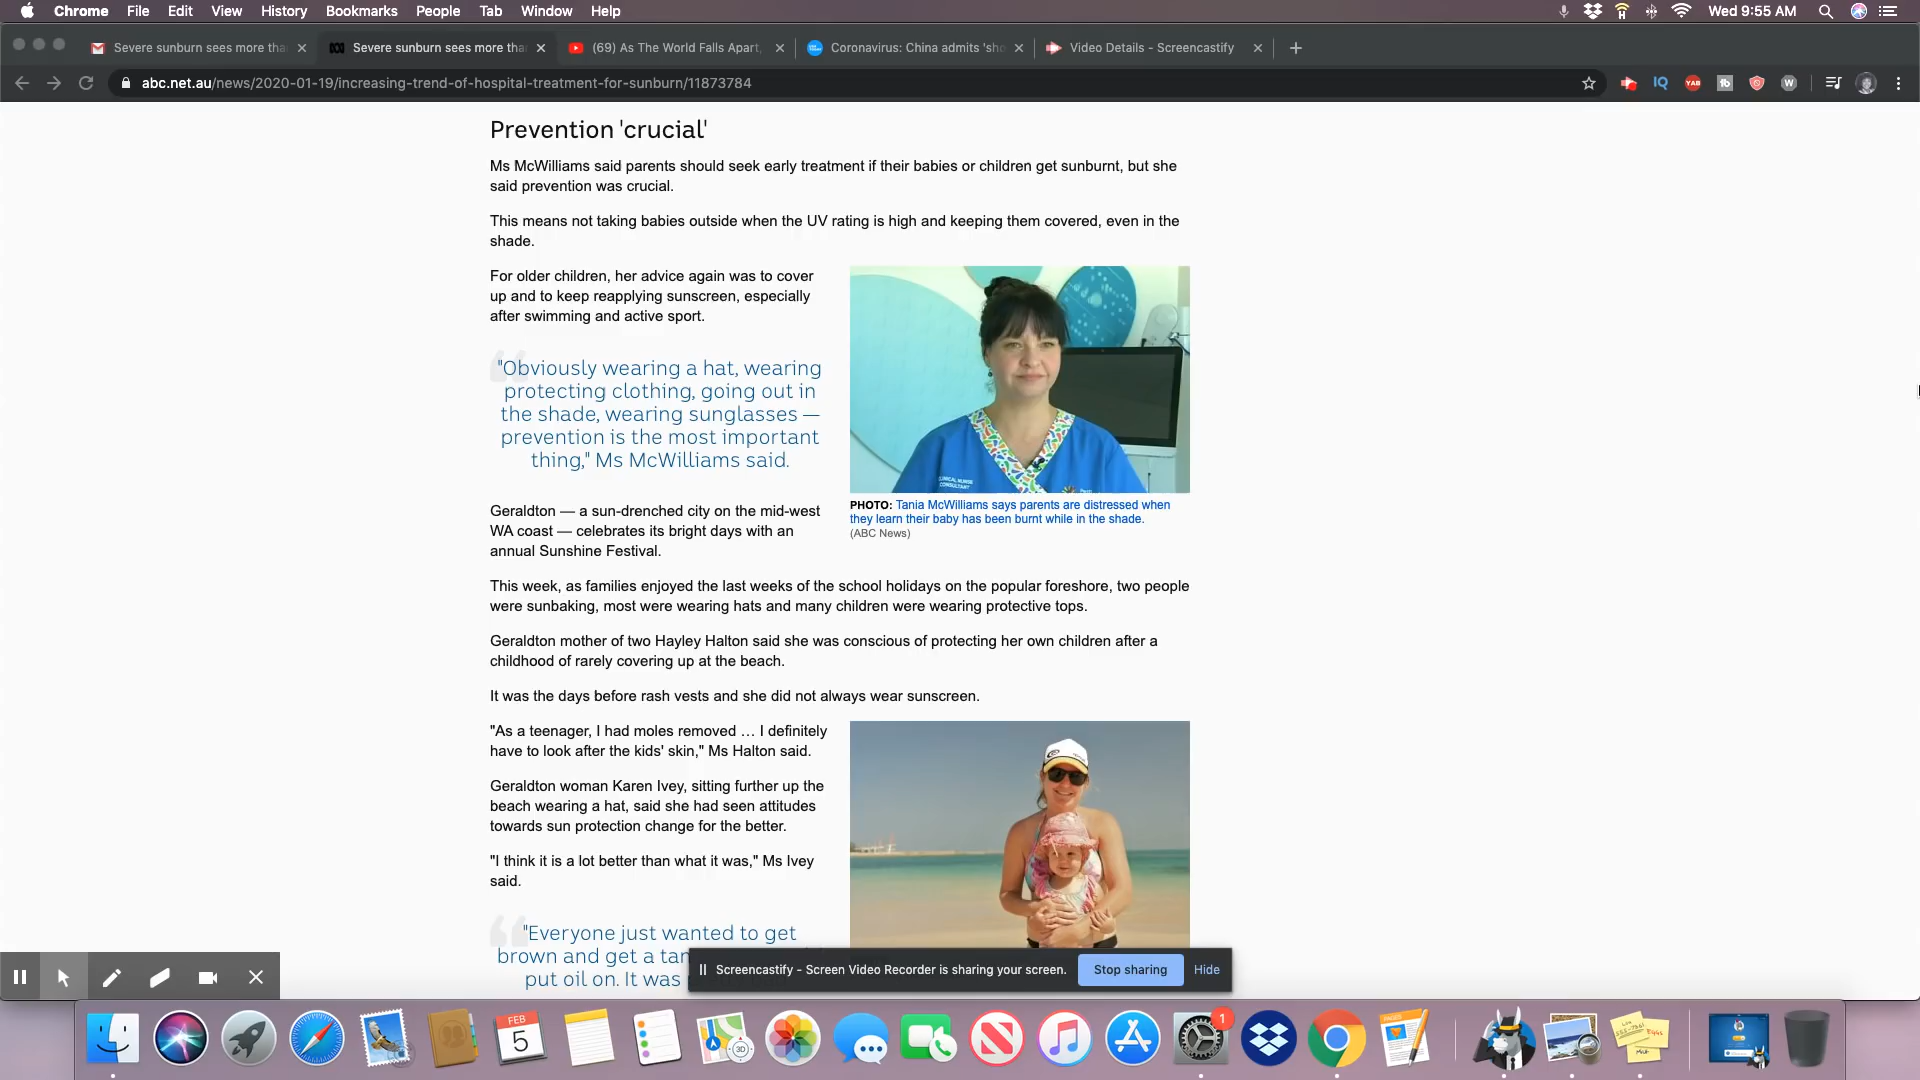 Chrome File Edit View History Bookmarks People Tab Window Help
Wed 9:55 AM
Severe sunburn sees more tha
Severe sunburn sees more tha
(69) As The World Falls Apart,
Coronavirus: China admits 'sho
Video Details - Screencastify
abc.net.au/news/2020-01-19/increasing-trend-of-hospital-treatment-for-sunburn/11873784
Prevention 'crucial'
Ms McWilliams said parents should seek early treatment if their babies or children get sunburnt, but she
said prevention was crucial.
This means not taking babies outside when the UV rating is high and keeping them covered, even in the
shade.
For older children, her advice again was to cover
up and to keep reapplying sunscreen, especially
after swimming and active sport.
"Obviously wearing a hat, wearing
protecting clothing, going out in
the shade, wearing sunglasses —
prevention is the most important
thing," Ms McWilliams said.
CLINICAL NURSE
CONSULTANT
PHOTO: Tania McWilliams says parents are distressed when
they learn their baby has been burnt while in the shade.
(ABC News)
Geraldton — a sun-drenched city on the mid-west
WA coast — celebrates its bright days with an
annual Sunshine Festival.
This week, as families enjoyed the last weeks of the school holidays on the popular foreshore, two people
were sunbaking, most were wearing hats and many children were wearing protective tops.
Geraldton mother of two Hayley Halton said she was conscious of protecting her own children after a
childhood of rarely covering up at the beach.
It was the days before rash vests and she did not always wear sunscreen.
"As a teenager, I had moles removed … I definitely
have to look after the kids' skin," Ms Halton said.
Geraldton woman Karen Ivey, sitting further up the
beach wearing a hat, said she had seen attitudes
towards sun protection change for the better.
"I think it is a lot better than what it was," Ms Ivey
said.
"Everyone just wanted to get
brown and get a tan
put oil on. It was
Screencastify - Screen Video Recorder is sharing your screen. Stop sharing Hide
FEB
5
3D
1